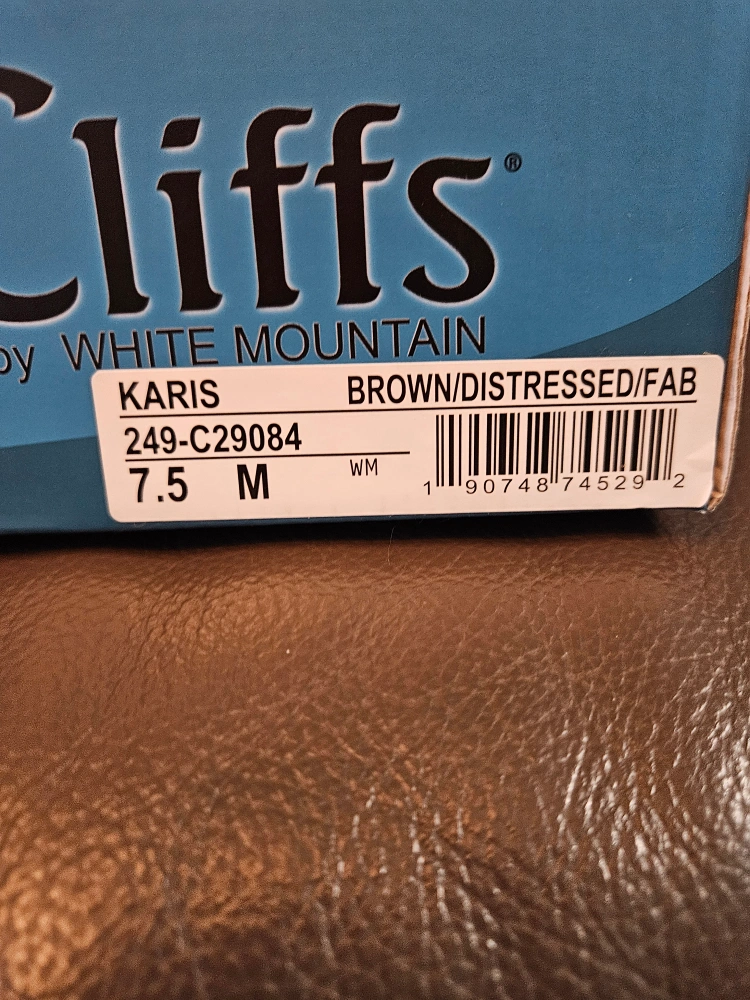 Cliffs®
by WHITE MOUNTAIN
KARIS BROWN/DISTRESSED/FAB
249-C29084
7.5 M WM
1 90748 74529 2